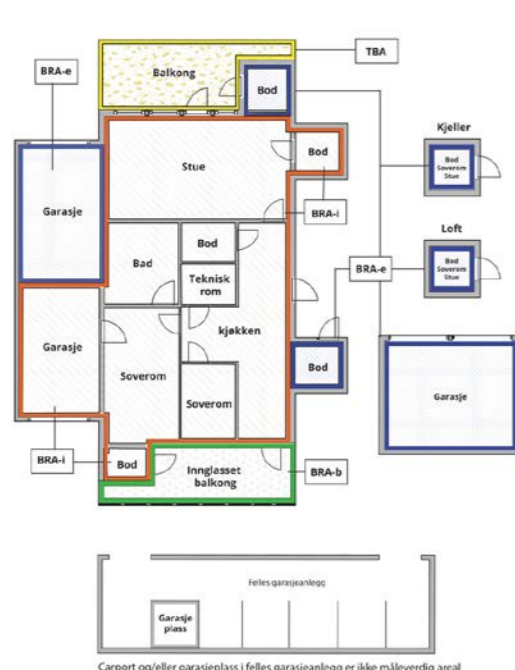 TBA
BRA-e
Balkong
Bod
Kjeller
Stue
Bod
Bod
Soverom
Stue
Garasje
BRA-i
Loft
Bad
Bod
Teknisk
rom
BRA-e
Bod
Soverom
Stue
Garasje
kjøkken
Soverom
Bod
Garasje
Soverom
BRA-i
Bod
Innglasset
balkong
BRA-b
Felles garasjeanlegg
Garasje
plass
Carport og/eller garasjeplass i felles garasjeanlegg er ikke måleverdig areal